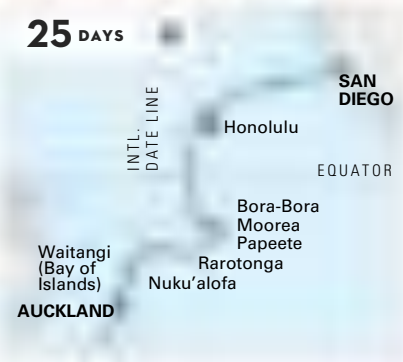 25 DAYS
SAN
DIEGO
Honolulu
INTL.
DATE LINE
EQUATOR
Bora-Bora
Moorea
Papeete
Rarotonga
Nuku'alofa
Waitangi
(Bay of
Islands)
AUCKLAND